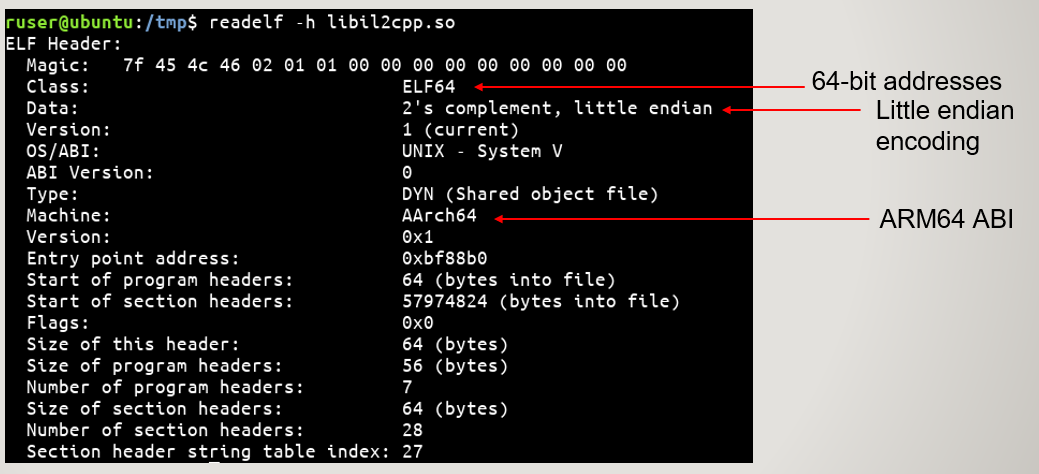 ruser@ubuntu:/tmp$ readelf -h libil2cpp.so
ELF Header:
Magic: 7f 45 4c 46 02 01 01 00 00 00 00 00 00 00 00 00
Class: ELF64
Data: 2's complement, little endian
Version: 1 (current)
OS/ABI: UNIX - System V
ABI Version: 0
Type: DYN (Shared object file)
Machine: AArch64
Version: 0x1
Entry point address: 0xbf88b0
Start of program headers: 64 (bytes into file)
Start of section headers: 57974824 (bytes into file)
Flags: 0x0
Size of this header: 64 (bytes)
Size of program headers: 56 (bytes)
Number of program headers: 7
Size of section headers: 64 (bytes)
Number of section headers: 28
Section header string table index: 27
64-bit addresses
Little endian
encoding
ARM64 ABI